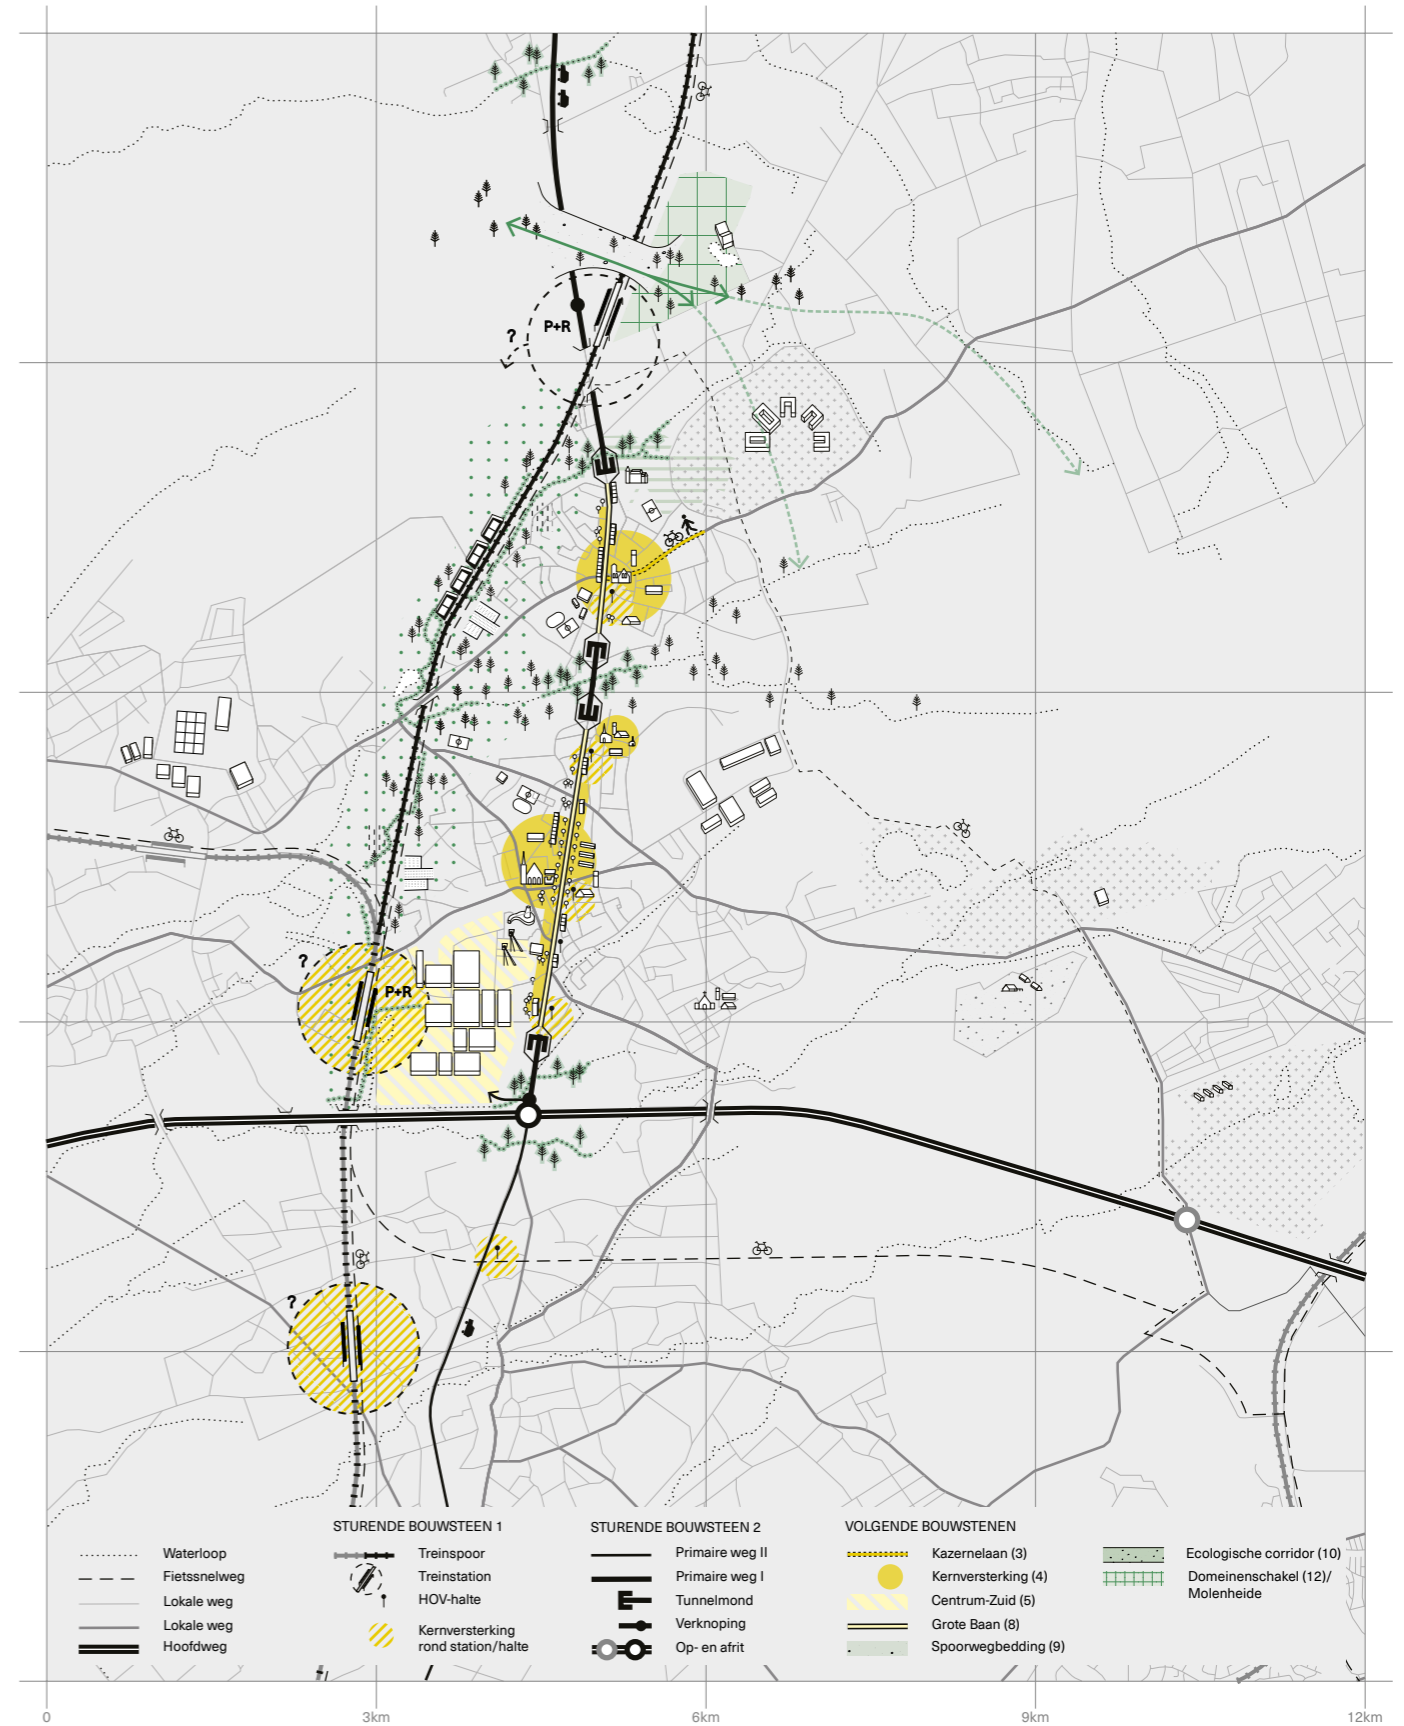 P+R
?
?
P+R
?
STURENDE BOUWSTEEN 1
STURENDE BOUWSTEEN 2
VOLGENDE BOUWSTENEN
Waterloop
Fietssnelweg
Lokale weg
Lokale weg
Hoofdweg
Treinspoor
Treinstation
HOV-halte
Kernversterking
rond station/halte
Primaire weg II
Primaire weg I
Tunnelmond
Verknoping
Op- en afrit
Kazernelaan (3)
Kernversterking (4)
Centrum-Zuid (5)
Grote Baan (8)
Spoorwegbedding (9)
Ecologische corridor (10)
Domeinenschakel (12)/
Molenheide
0
3km
6km
9km
12km